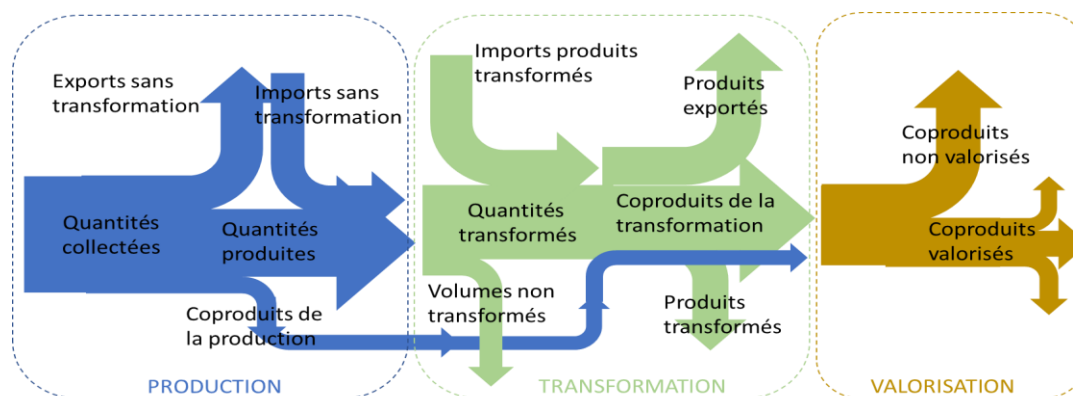 Exports sans
transformation
Imports sans
transformation
Quantités
collectées
Quantités
produites
Coproduits de
la production
PRODUCTION
Imports produits
transformés
Produits
exportés
Quantités
transformés
Coproduits de la
transformation
Volumes non
transformés
Produits
transformés
TRANSFORMATION
Coproduits
non valorisés
Coproduits
valorisés
VALORISATION